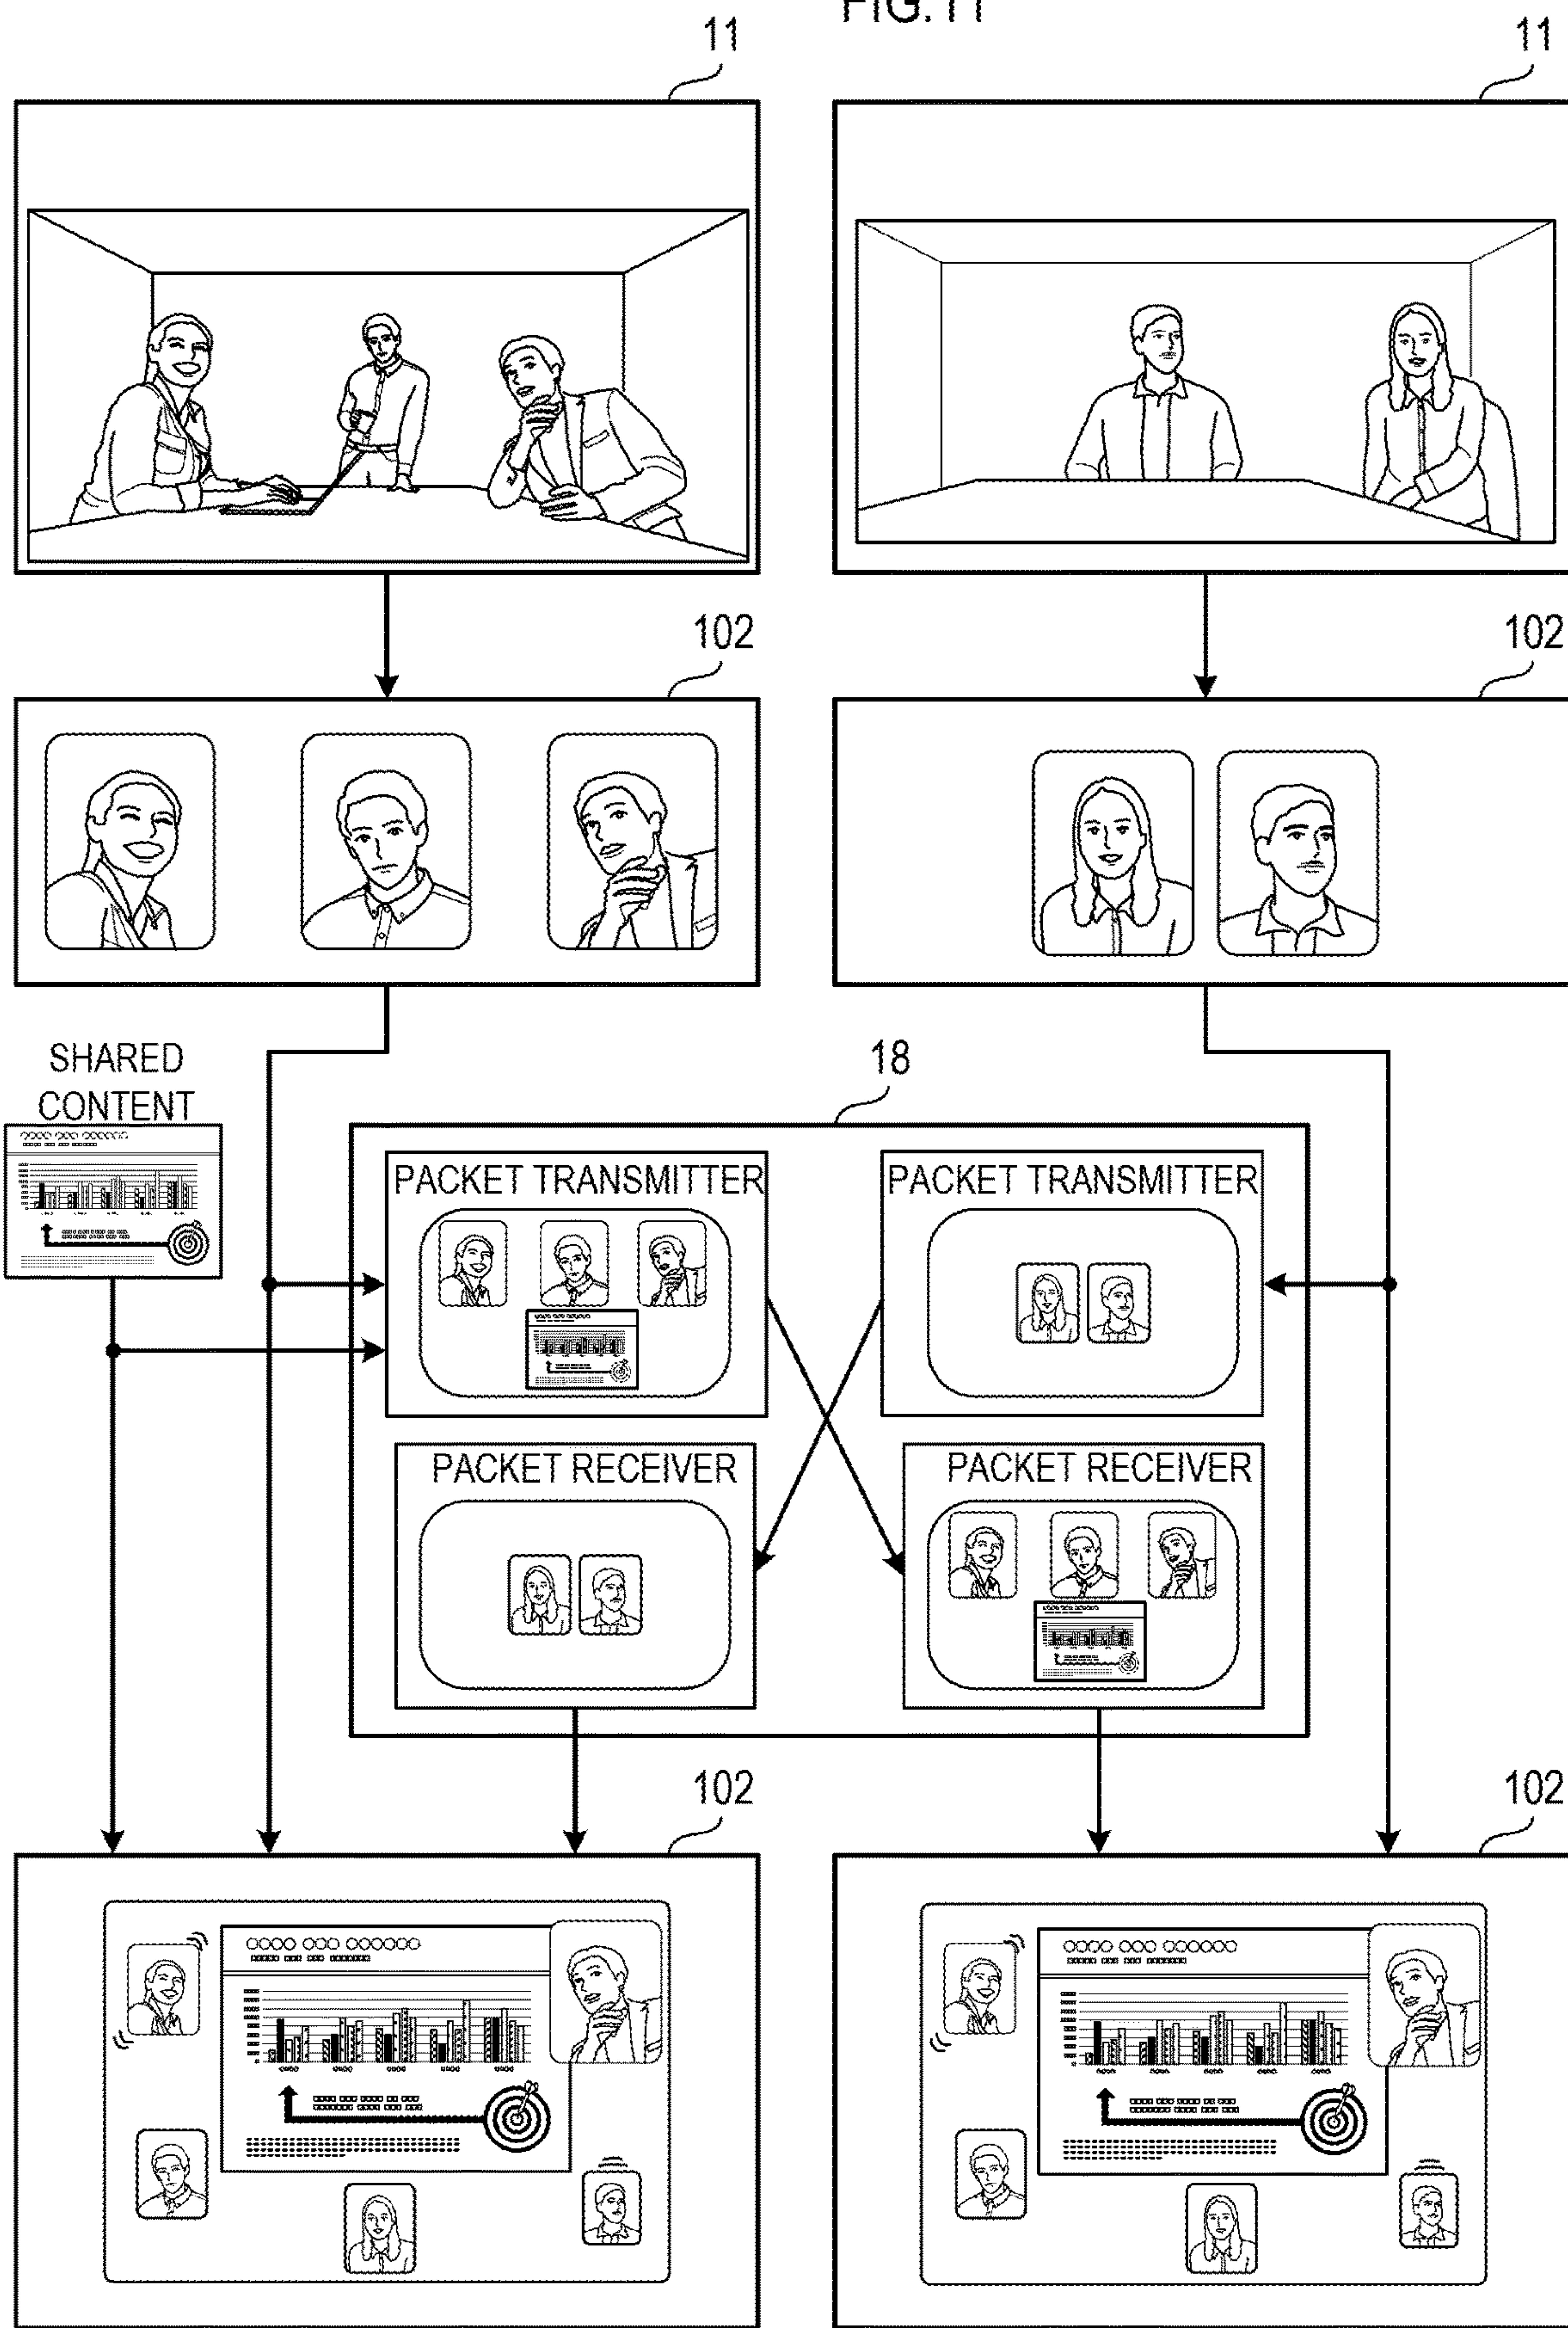 FIG. 11
11
11
102
102
SHARED
CONTENT
18
PACKET TRANSMITTER
PACKET TRANSMITTER
PACKET RECEIVER
PACKET RECEIVER
102
102